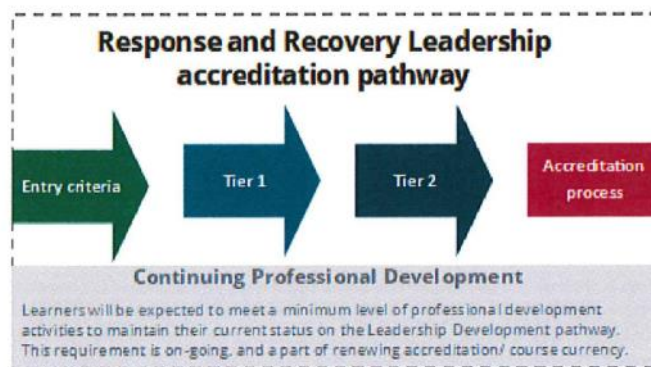 Response and Recovery Leadership
accreditation pathway
Entry criteria
Tier 1
Tier 2
Accreditation
process
Continuing Professional Development
Learners will be expected to meet a minimum level of professional development
activities to maintain their current status on the Leadership Development pathway.
This requirement is on-going, and a part of renewing accreditation/ course currency.